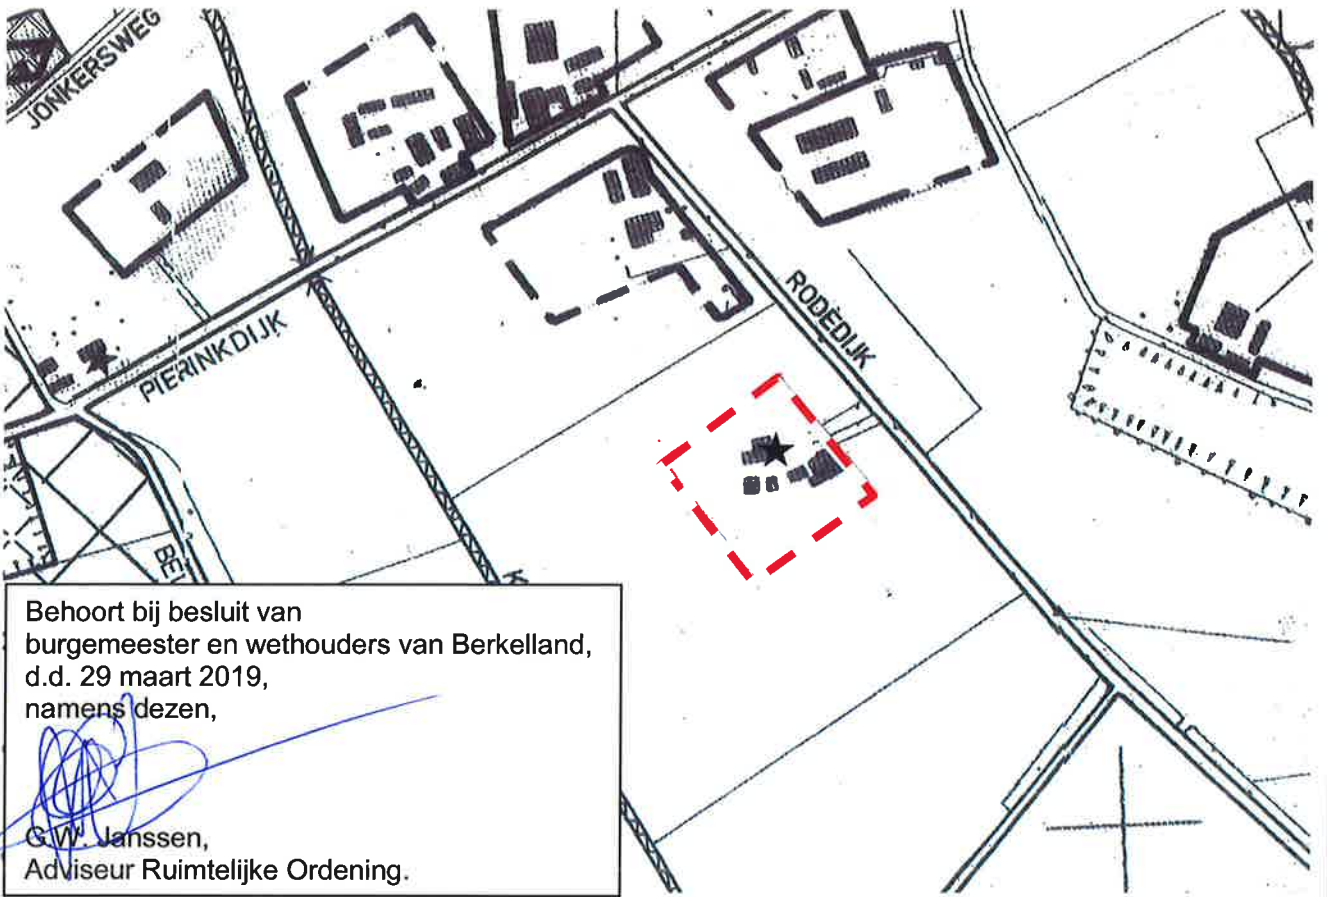 JONKERSWEG
PIERINKDIJK
RODEDIJK
BE
K
Behoort bij besluit van
burgemeester en wethouders van Berkelland,
d.d. 29 maart 2019,
namens dezen,
G.W. Janssen,
Adviseur Ruimtelijke Ordening.